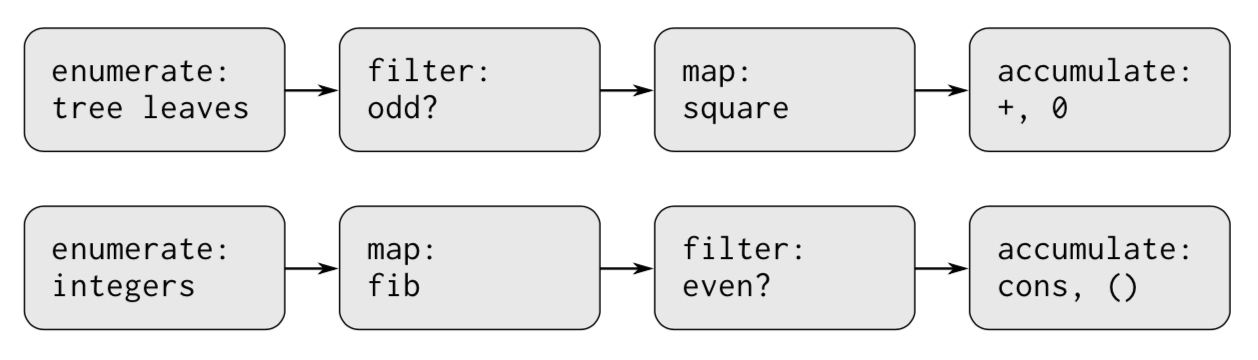 enumerate:
tree leaves
filter:
odd?
map:
square
accumulate:
+, 0
enumerate:
integers
map:
fib
filter:
even?
accumulate:
cons, ()